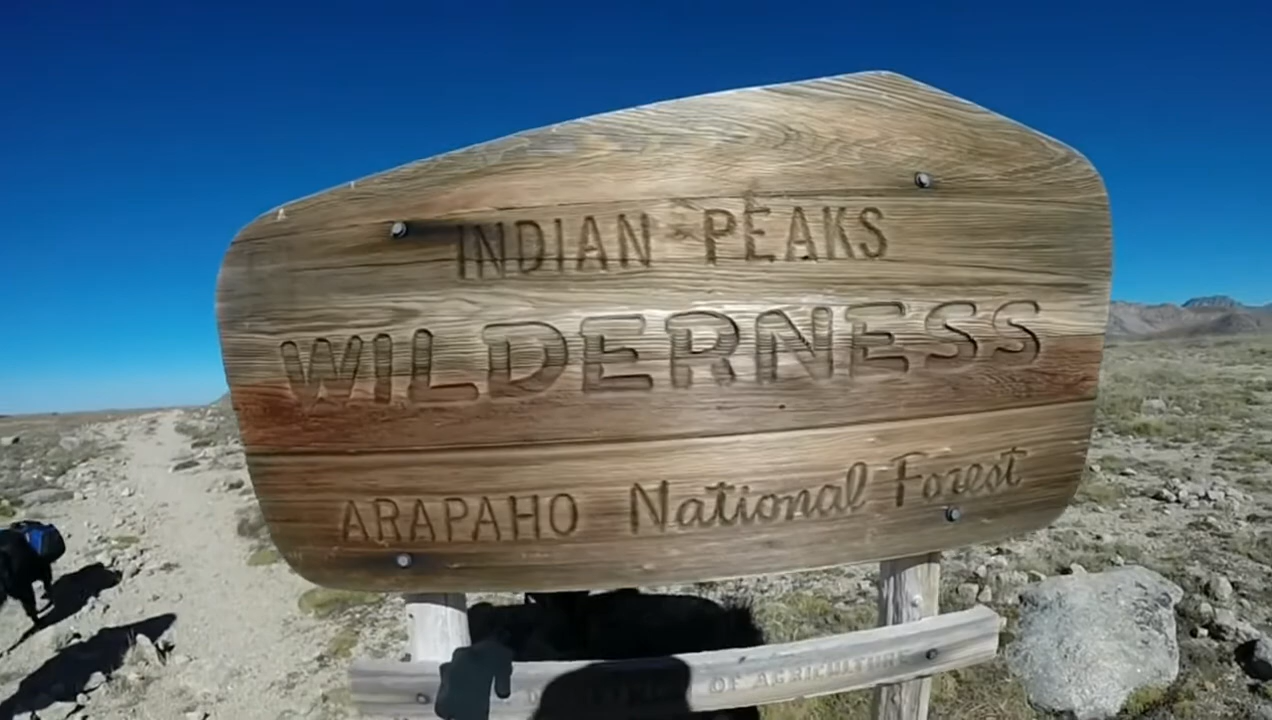 INDIAN PEAKS
WILDERNESS
ARAPAHO National Forest
OF AGRICULTURE